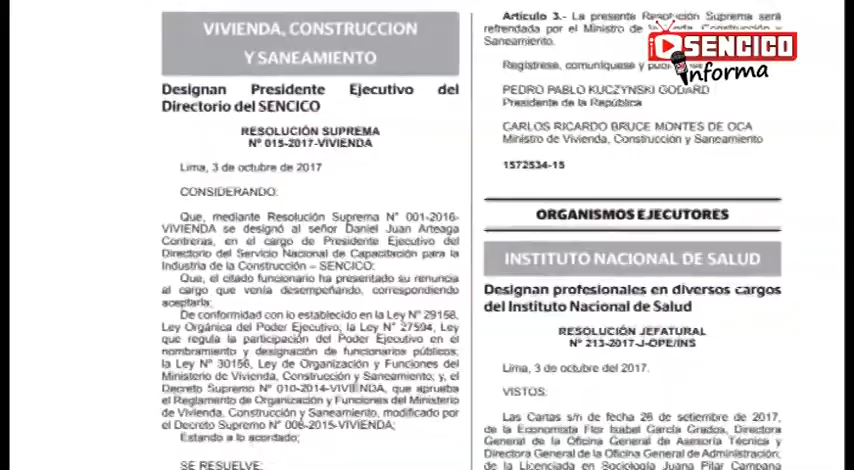 VIVIENDA, CONSTRUCCION
Y SANEAMIENTO
Designan Presidente Ejecutivo del
Directorio del SENCICO
RESOLUCIÓN SUPREMA
N° 015-2017-VIVIENDA
Lima, 3 de octubre de 2017
CONSIDERANDO:
Que, mediante Resolución Suprema N° 001-2016-
VIVIENDA se designó al señor Daniel Juan Arteaga
Contreras, en el cargo de Presidente Ejecutivo del
Directorio del Servicio Nacional de Capacitación para la
Industria de la Construcción – SENCICO;
Que, el citado funcionario ha presentado su renuncia
al cargo que venía desempeñando, correspondiendo
aceptarla;
De conformidad con lo establecido en la Ley N° 29158,
Ley Orgánica del Poder Ejecutivo; la Ley N° 27594, Ley
que regula la participación del Poder Ejecutivo en el
nombramiento y designación de funcionarios públicos;
la Ley N° 30156, Ley de Organización y Funciones del
Ministerio de Vivienda, Construcción y Saneamiento; y, el
Decreto Supremo N° 010-2014-VIVIENDA, que aprueba
el Reglamento de Organización y Funciones del Ministerio
de Vivienda, Construcción y Saneamiento, modificado por
el Decreto Supremo N° 006-2015-VIVIENDA;
Estando a lo acordado;
SE RESUELVE:
Artículo 3.- La presente Resolución Suprema será
refrendada por el Ministro de Construcción y
Saneamiento.
Regístrese, comuníquese y
PEDRO PABLO KUCZYNSKI GODARD
Presidente de la República
CARLOS RICARDO BRUCE MONTES DE OCA
Ministro de Vivienda, Construcción y Saneamiento
1572534-15
ORGANISMOS EJECUTORES
INSTITUTO NACIONAL DE SALUD
Designan profesionales en diversos cargos
del Instituto Nacional de Salud
RESOLUCIÓN JEFATURAL
N° 213-2017-J-OPE/INS
Lima, 3 de octubre del 2017.
VISTOS:
Las Cartas s/n de fecha 26 de setiembre de 2017,
de la Economista Flor Isabel García Grados, Directora
General de la Oficina General de Asesoría Técnica y
Directora General de la Oficina General de Administración;
de la Licenciada en Sociología Juana Pilar Campana
SENCICO
informa